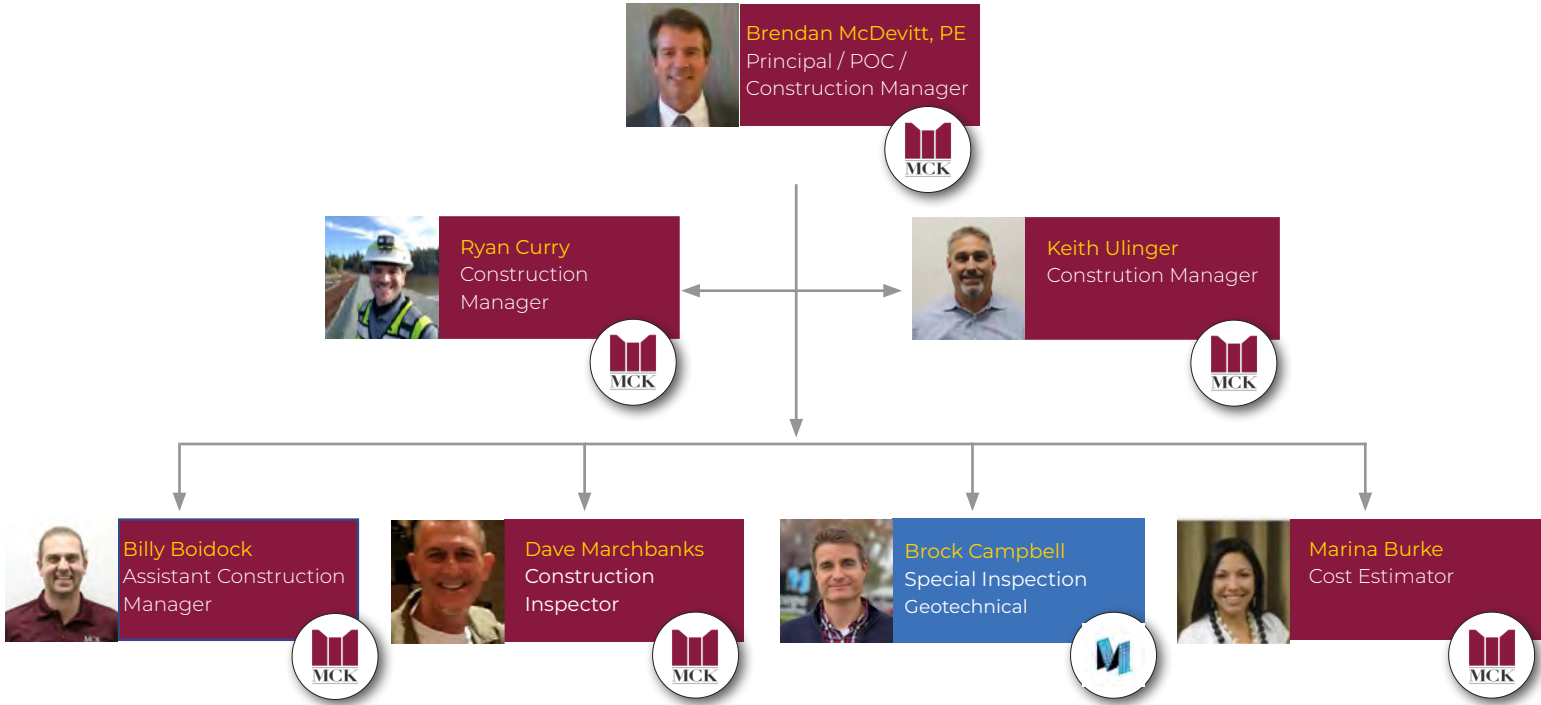 Brendan McDevitt, PE
Principal / POC /
Construction Manager
MCK
Ryan Curry
Construction
Manager
MCK
Keith Ulinger
Constrution Manager
MCK
Billy Boidock
Assistant Construction
Manager
MCK
Dave Marchbanks
Construction
Inspector
MCK
Brock Campbell
Special Inspection
Geotechnical
Marina Burke
Cost Estimator
MCK